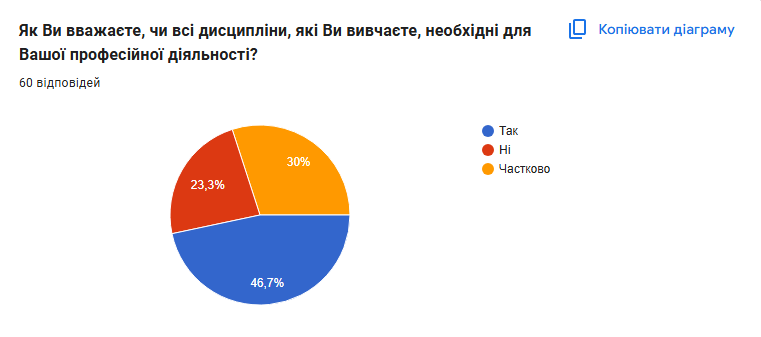 Як Ви вважаєте, чи всі дисципліни, які Ви вивчаєте, необхідні для
Вашої професійної діяльності?
Копіювати діаграму
60 відповідей
Так
Ні
Частково
30%
23,3%
46,7%